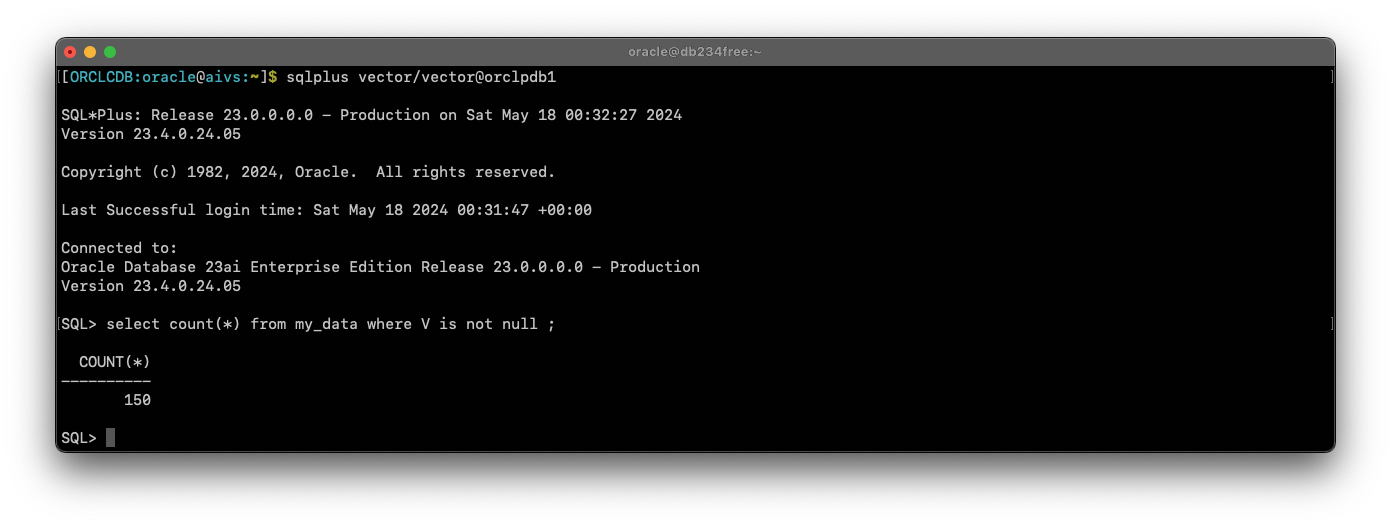 oracle@db234free:~
[[ORCLCDB:oracle@aivs:~]$ sqlplus vector/vector@orclpdb1 ]
SQL*Plus: Release 23.0.0.0.0 - Production on Sat May 18 00:32:27 2024
Version 23.4.0.24.05
Copyright (c) 1982, 2024, Oracle.  All rights reserved.
Last Successful login time: Sat May 18 2024 00:31:47 +00:00
Connected to:
Oracle Database 23ai Enterprise Edition Release 23.0.0.0.0 - Production
Version 23.4.0.24.05
[SQL> select count(*) from my_data where V is not null ; ]
COUNT(*)
----------
150
SQL>